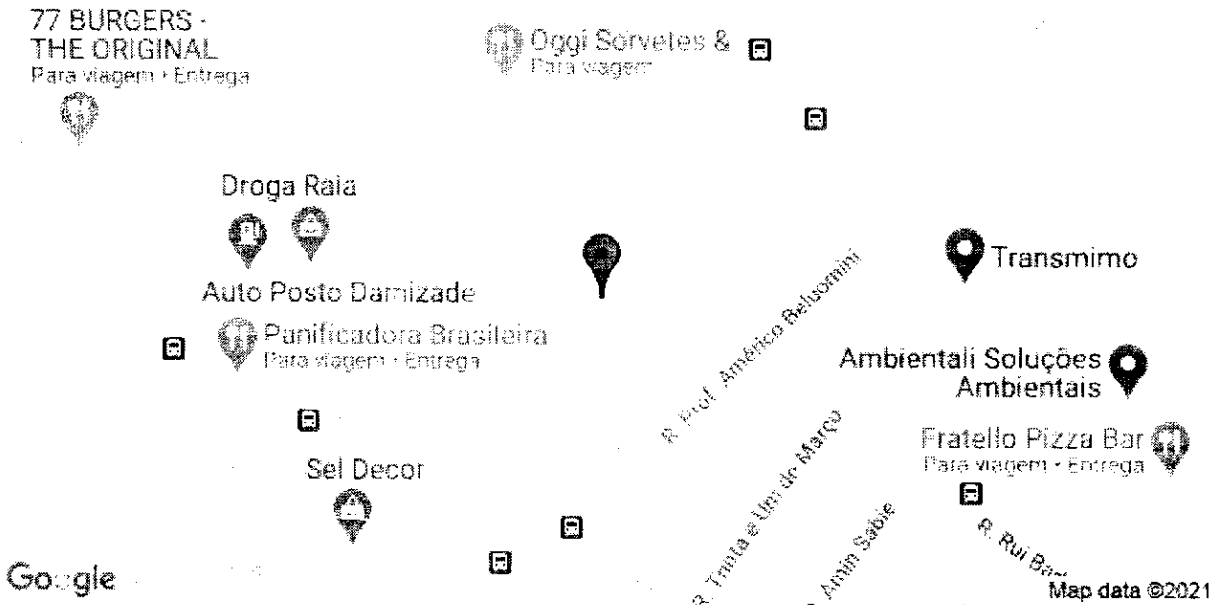 77 BURGERS -
THE ORIGINAL
Para viagem • Entrega
Oggi Sorvetes &
Para viagem
Droga Raia
Auto Posto Damizade
Panificadora Brasileira
Para viagem • Entrega
Sel Decor
R. Prof. Américo Belluomini
Transmimo
Ambientali Soluções
Ambientais
Fratello Pizza Bar
Para viagem • Entrega
R. Trinta e Um de Março
Amin Sabie
R. Rui
Google
Map data ©2021